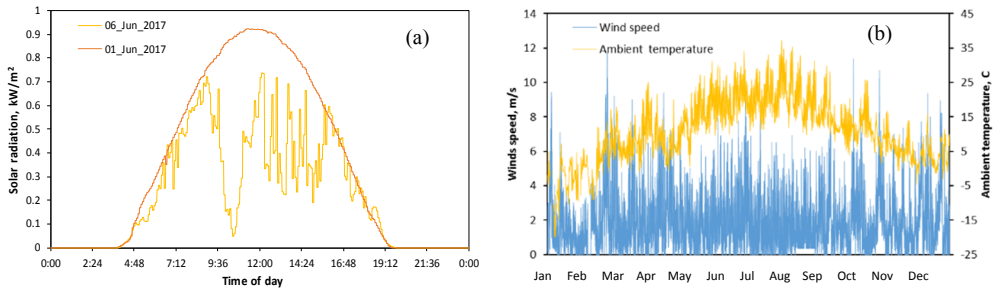 06_Jun_2017
01_Jun_2017
(a)
Solar radiation, kW/m²
1
0.9
0.8
0.7
0.6
0.5
0.4
0.3
0.2
0.1
0
0:00 2:24 4:48 7:12 9:36 12:00 14:24 16:48 19:12 21:36 0:00
Time of day
Wind speed
Ambient temperature
(b)
Winds speed, m/s
14
12
10
8
6
4
2
0
45
35
25
15
5
-5
-15
-25
Ambient temperature, C
Jan Feb Mar Apr May Jun Jul Aug Sep Oct Nov Dec